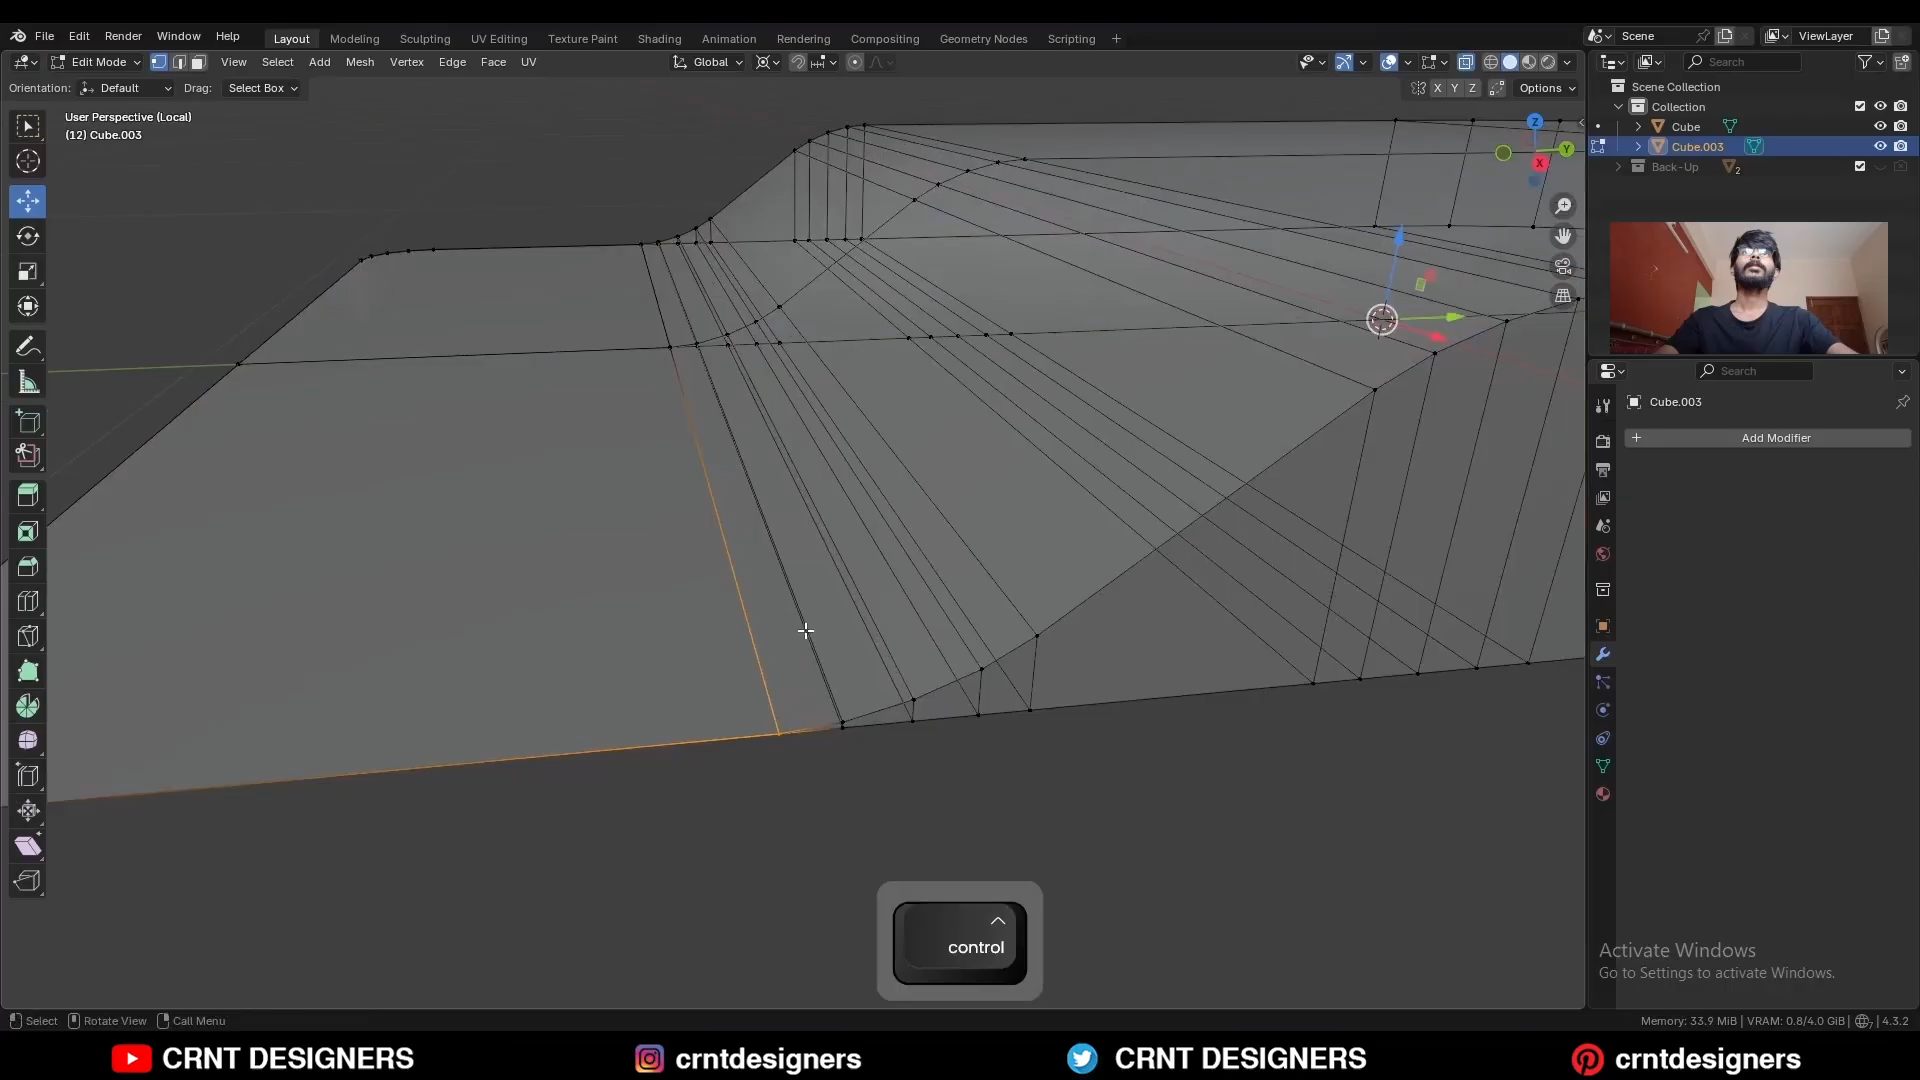 File Edit Render Window Help Layout Modeling Sculpting UV Editing Texture Paint Shading Animation Rendering Compositing Geometry Nodes Scripting + Scene ViewLayer
Edit Mode View Select Add Mesh Vertex Edge Face UV Global Search
Orientation: Default Drag: Select Box X Y Z Options Scene Collection
Collection
User Perspective (Local)
(12) Cube.003
Cube
Cube.003
Back-Up 2
Z
Y
X
Search
Cube.003
+ Add Modifier
control
Activate Windows
Go to Settings to activate Windows.
Select Rotate View Call Menu Memory: 33.9 MiB | VRAM: 0.8/4.0 GiB | 7 | 4.3.2
CRNT DESIGNERS crntdesigners CRNT DESIGNERS crntdesigners